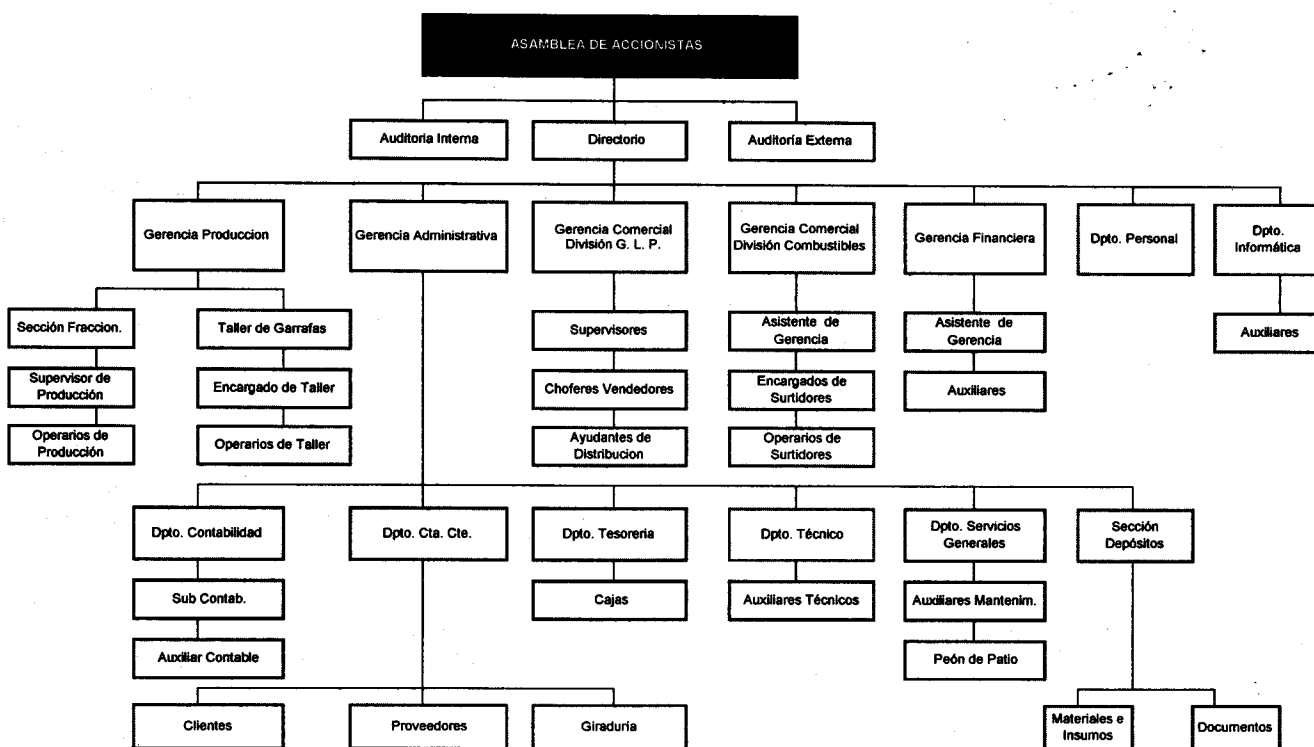 ASAMBLEA DE ACCIONISTAS
Auditoria Interna
Directorio
Auditoría Externa
Gerencia Produccion
Gerencia Administrativa
Gerencia Comercial
División G. L. P.
Gerencia Comercial
División Combustibles
Gerencia Financiera
Dpto. Personal
Dpto.
Informática
Sección Fraccion.
Taller de Garrafas
Supervisores
Asistente de
Gerencia
Asistente de
Gerencia
Auxiliares
Supervisor de
Producción
Encargado de Taller
Choferes Vendedores
Encargados de
Surtidores
Auxiliares
Operarios de
Producción
Operarios de Taller
Ayudantes de
Distribucion
Operarios de
Surtidores
Dpto. Contabilidad
Dpto. Cta. Cte.
Dpto. Tesoreria
Dpto. Técnico
Dpto. Servicios
Generales
Sección
Depósitos
Sub Contab.
Cajas
Auxiliares Técnicos
Auxiliares Mantenim.
Auxiliar Contable
Peón de Patio
Clientes
Proveedores
Giraduría
Materiales e
Insumos
Documentos